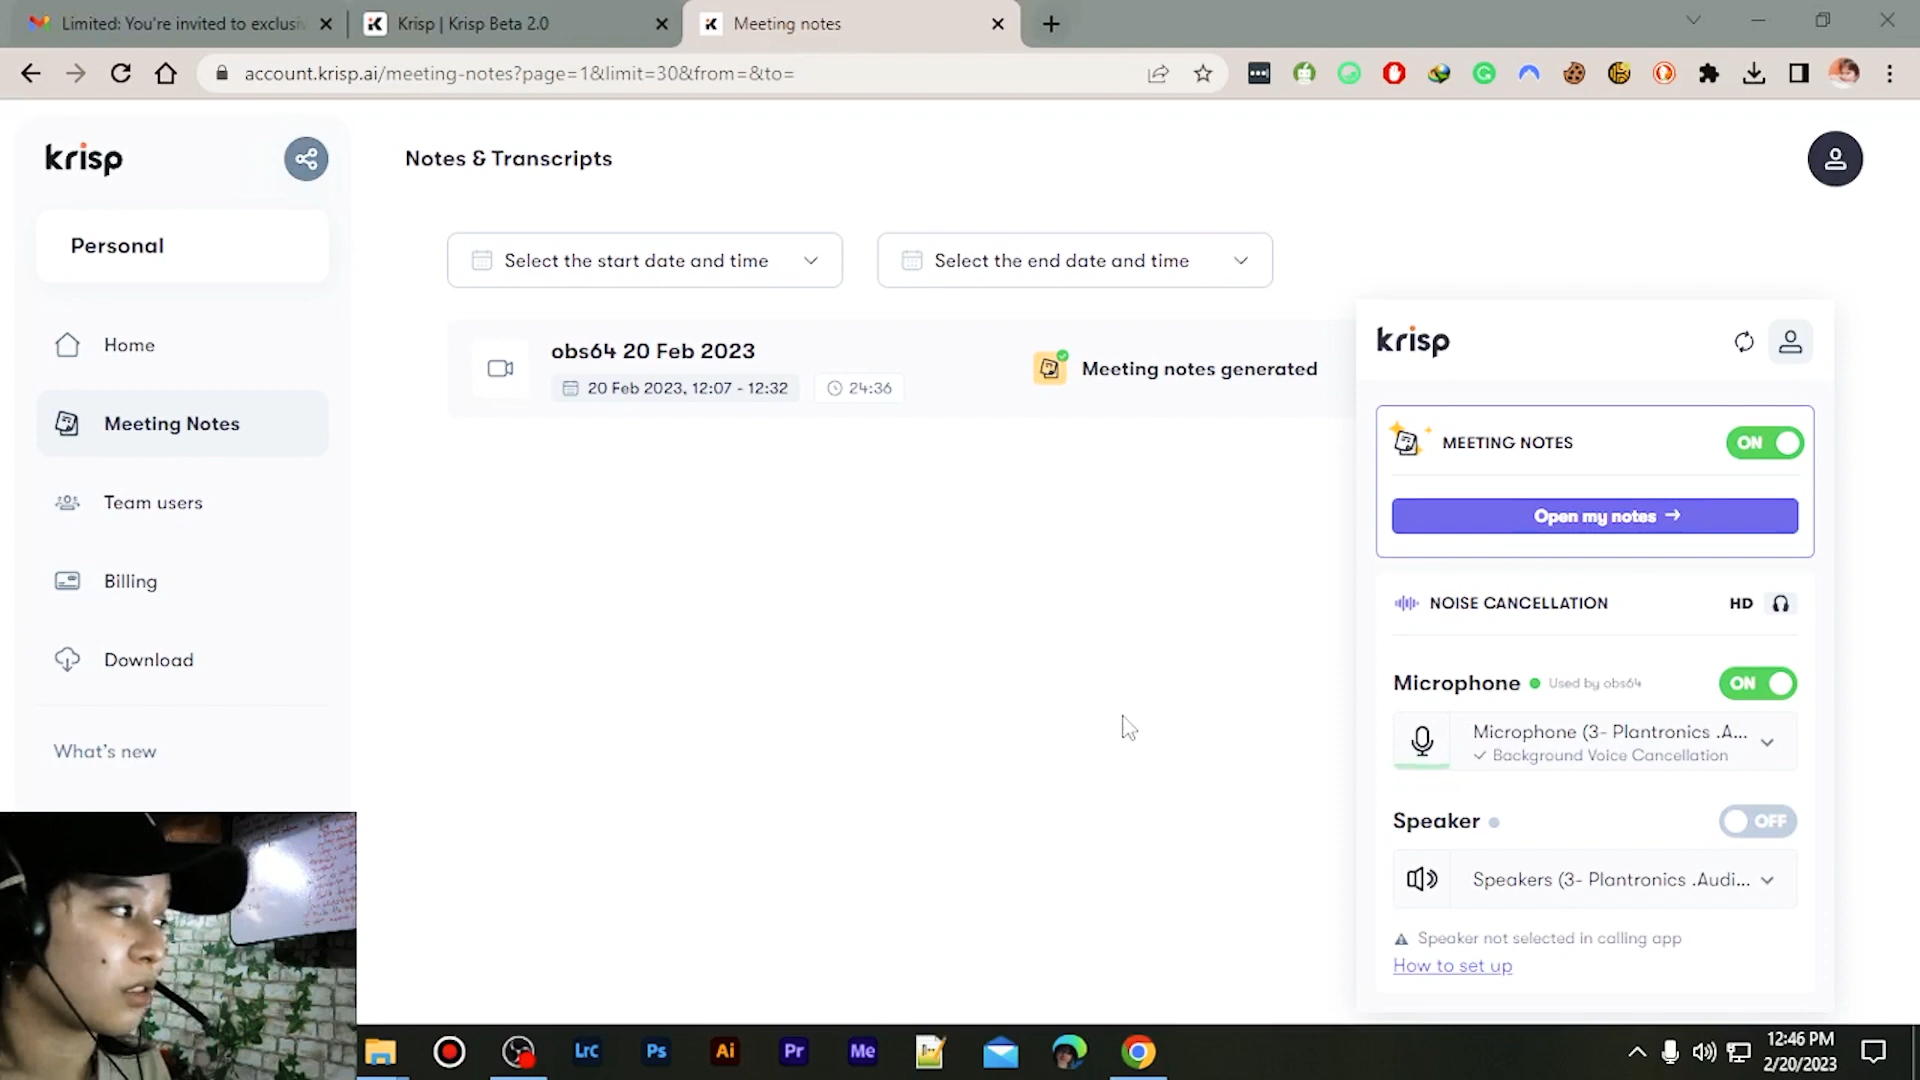 Limited: You're invited to exclusiv
Krisp | Krisp Beta 2.0
Meeting notes
account.krisp.ai/meeting-notes?page=1&limit=30&from=&to=
krisp
Notes & Transcripts
Personal
Select the start date and time
Select the end date and time
Home
obs64 20 Feb 2023
20 Feb 2023, 12:07 - 12:32
24:36
Meeting notes generated
Meeting Notes
Team users
Billing
Download
What's new
krisp
MEETING NOTES
ON
Open my notes →
NOISE CANCELLATION
HD
Microphone
Used by obs64
ON
Microphone (3- Plantronics .A...
Background Voice Cancellation
Speaker
OFF
Speakers (3- Plantronics .Audi...
Speaker not selected in calling app
How to set up
Lrc
Ps
Ai
Pr
Me
12:46 PM
2/20/2023